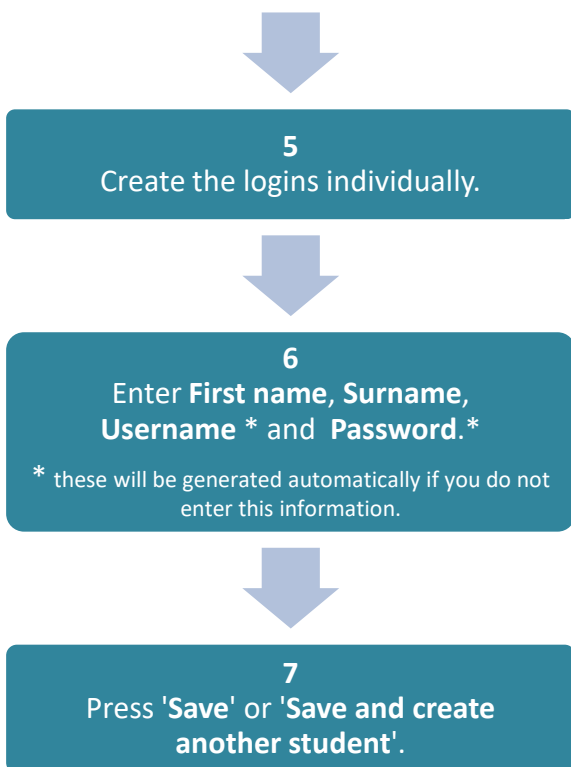 5
Create the logins individually.
6
Enter First name, Surname,
Username * and Password.*
* these will be generated automatically if you do not
enter this information.
7
Press 'Save' or 'Save and create
another student'.